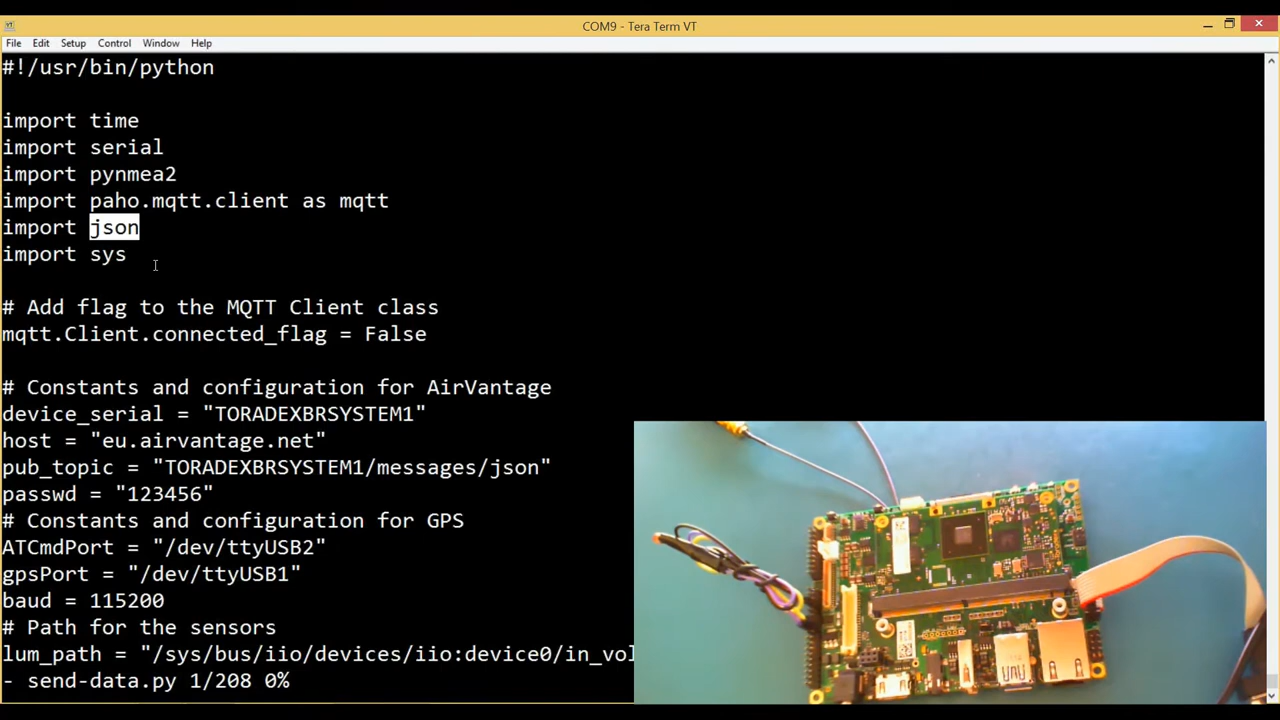 COM9 - Tera Term VT
File Edit Setup Control Window Help
#!/usr/bin/python
import time
import serial
import pynmea2
import paho.mqtt.client as mqtt
import json
import sys
# Add flag to the MQTT Client class
mqtt.Client.connected_flag = False
# Constants and configuration for AirVantage
device_serial = "TORADEXBRSYSTEM1"
host = "eu.airvantage.net"
pub_topic = "TORADEXBRSYSTEM1/messages/json"
passwd = "123456"
# Constants and configuration for GPS
ATCmdPort = "/dev/ttyUSB2"
gpsPort = "/dev/ttyUSB1"
baud = 115200
# Path for the sensors
lum_path = "/sys/bus/iio/devices/iio:device0/in_vol
- send-data.py 1/208 0%